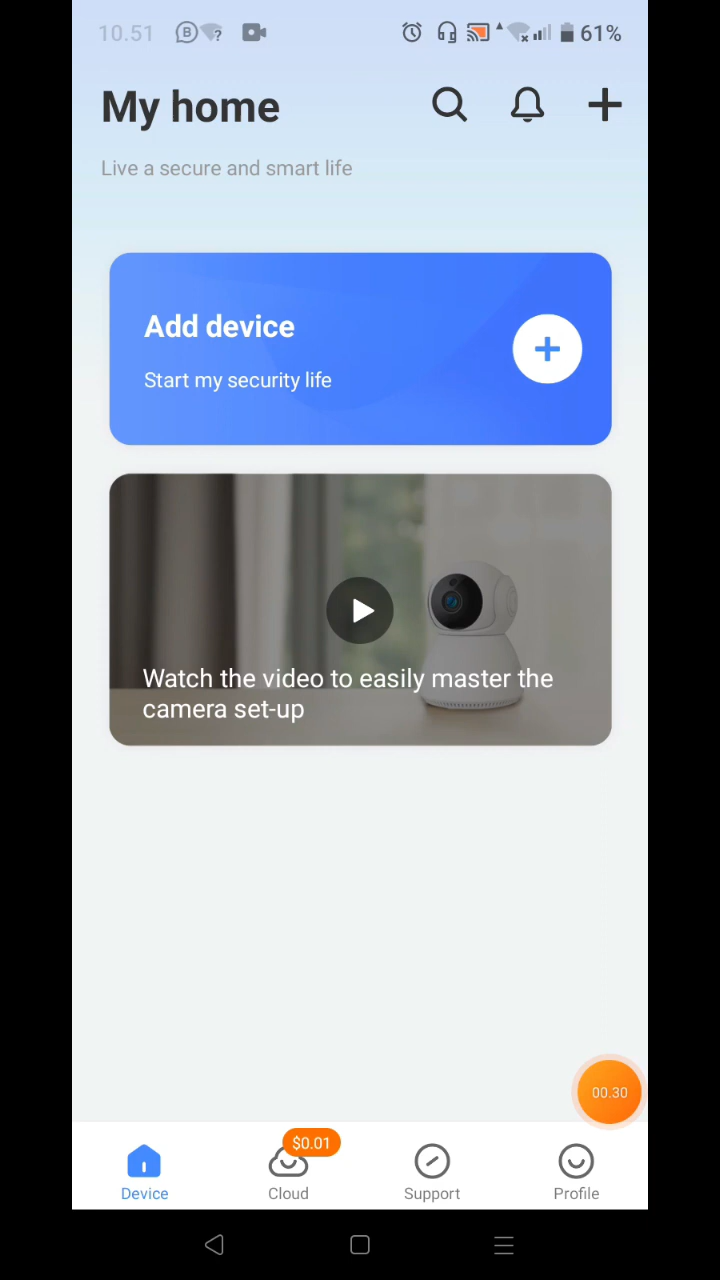 10.51
B
?
61%
My home
Live a secure and smart life
Add device
Start my security life
Watch the video to easily master the
camera set-up
00.30
$0.01
Device
Cloud
Support
Profile